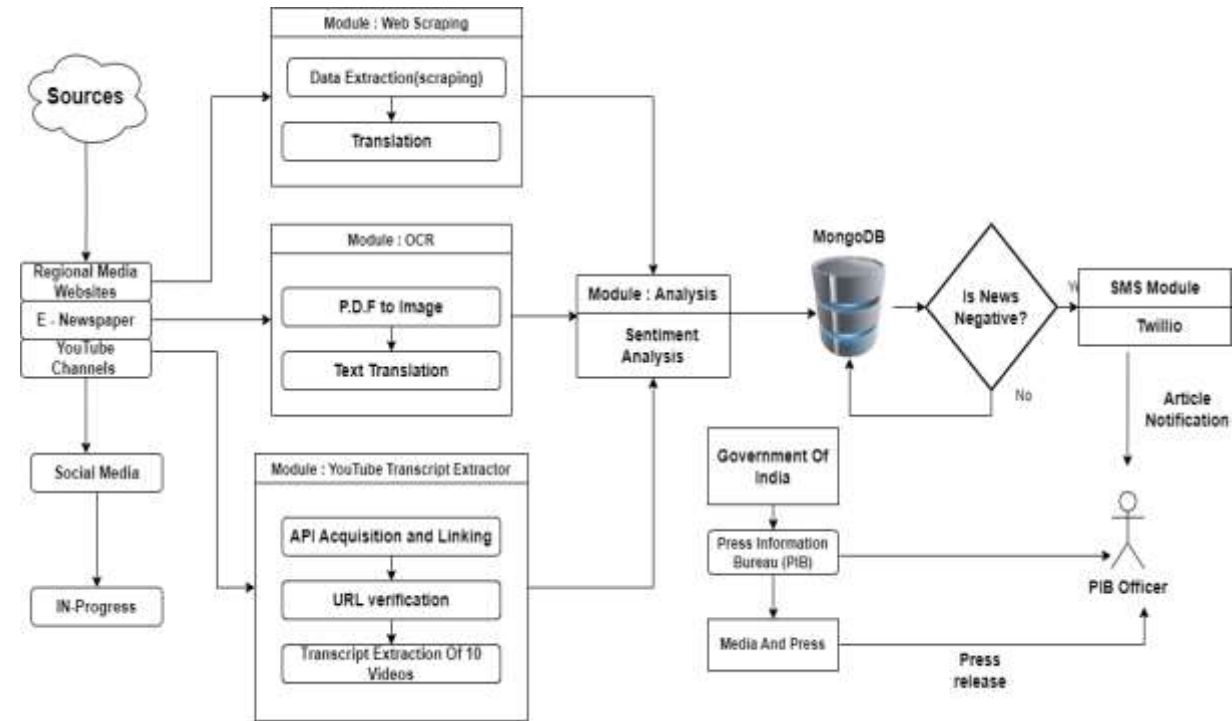 Sources
Regional Media
Websites
E - Newspaper
YouTube
Channels
Social Media
IN-Progress
Module : Web Scraping
Data Extraction(scraping)
Translation
Module : OCR
P.D.F to Image
Text Translation
Module : YouTube Transcript Extractor
API Acquisition and Linking
URL verification
Transcript Extraction Of 10
Videos
Module : Analysis
Sentiment
Analysis
MongoDB
Is News
Negative?
No
SMS Module
Twillio
Article
Notification
Government Of
India
Press Information
Bureau (PIB)
Media And Press
Press
release
PIB Officer